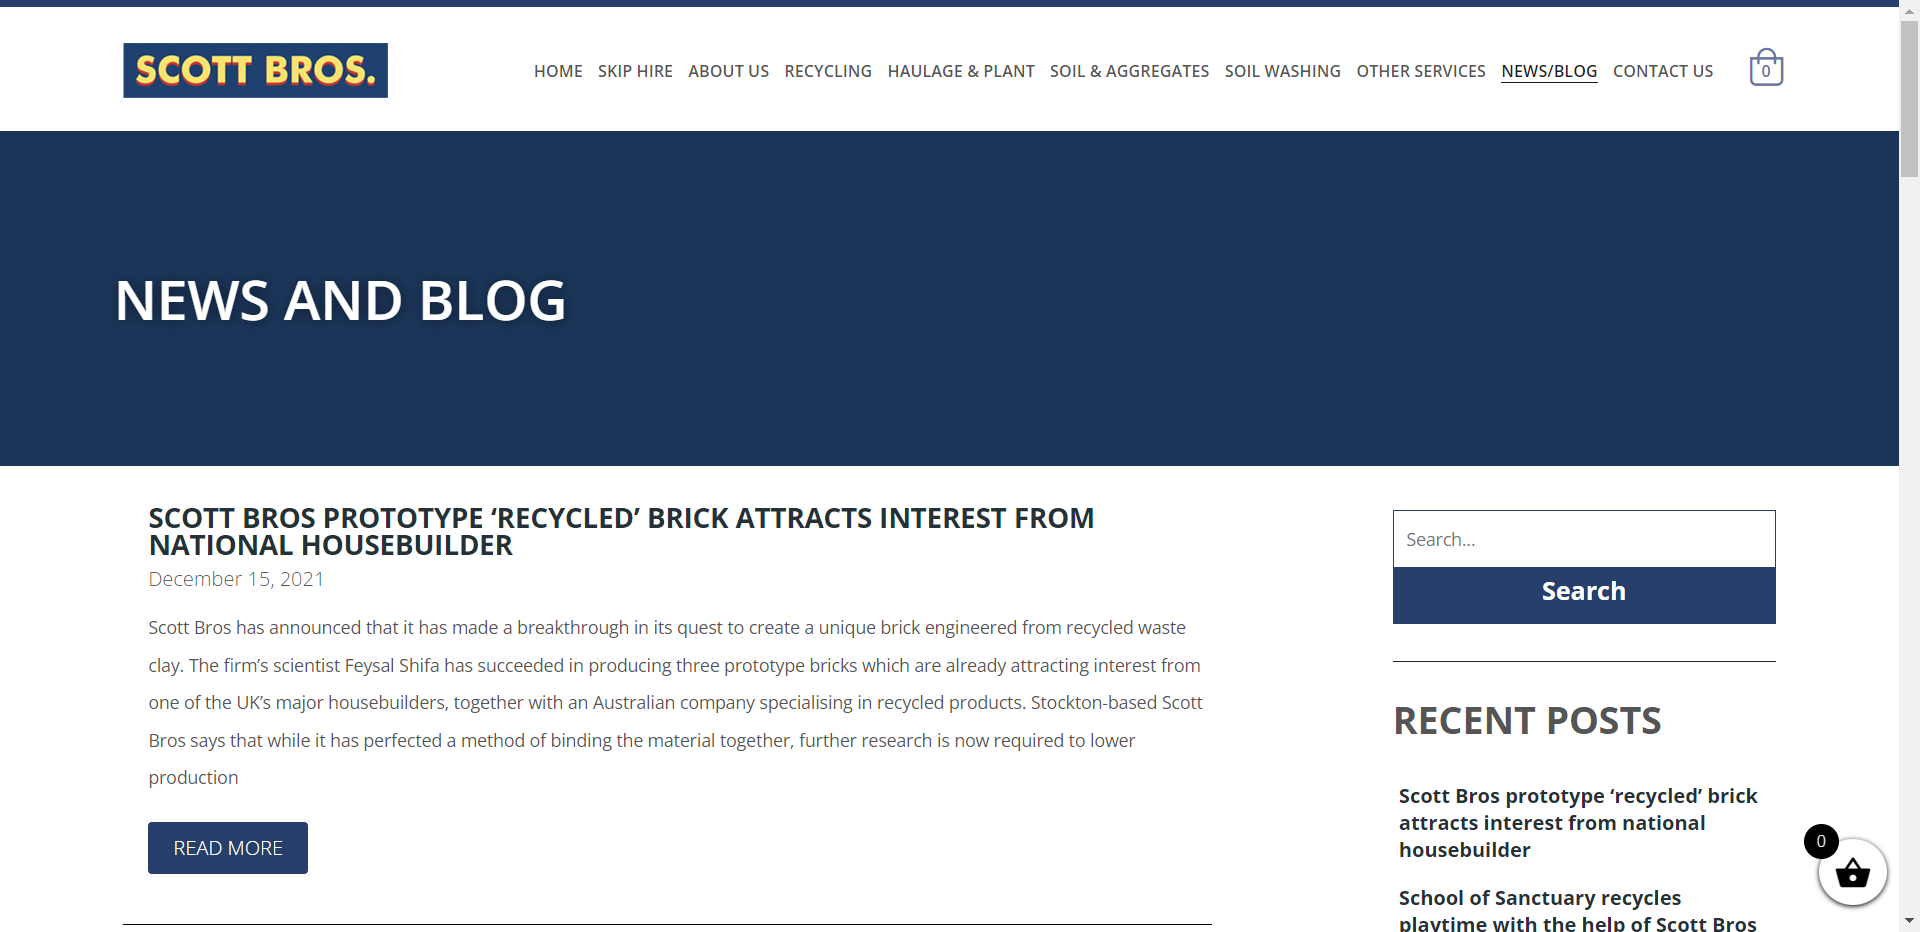 SCOTT BROS.
HOME SKIP HIRE ABOUT US RECYCLING HAULAGE & PLANT SOIL & AGGREGATES SOIL WASHING OTHER SERVICES NEWS/BLOG CONTACT US 0
NEWS AND BLOG
SCOTT BROS PROTOTYPE ‘RECYCLED’ BRICK ATTRACTS INTEREST FROM
NATIONAL HOUSEBUILDER
December 15, 2021
Scott Bros has announced that it has made a breakthrough in its quest to create a unique brick engineered from recycled waste
clay. The firm’s scientist Feysal Shifa has succeeded in producing three prototype bricks which are already attracting interest from
one of the UK’s major housebuilders, together with an Australian company specialising in recycled products. Stockton-based Scott
Bros says that while it has perfected a method of binding the material together, further research is now required to lower
production
READ MORE
Search...
Search
RECENT POSTS
Scott Bros prototype ‘recycled’ brick
attracts interest from national
housebuilder
School of Sanctuary recycles
playtime with the help of Scott Bros
0